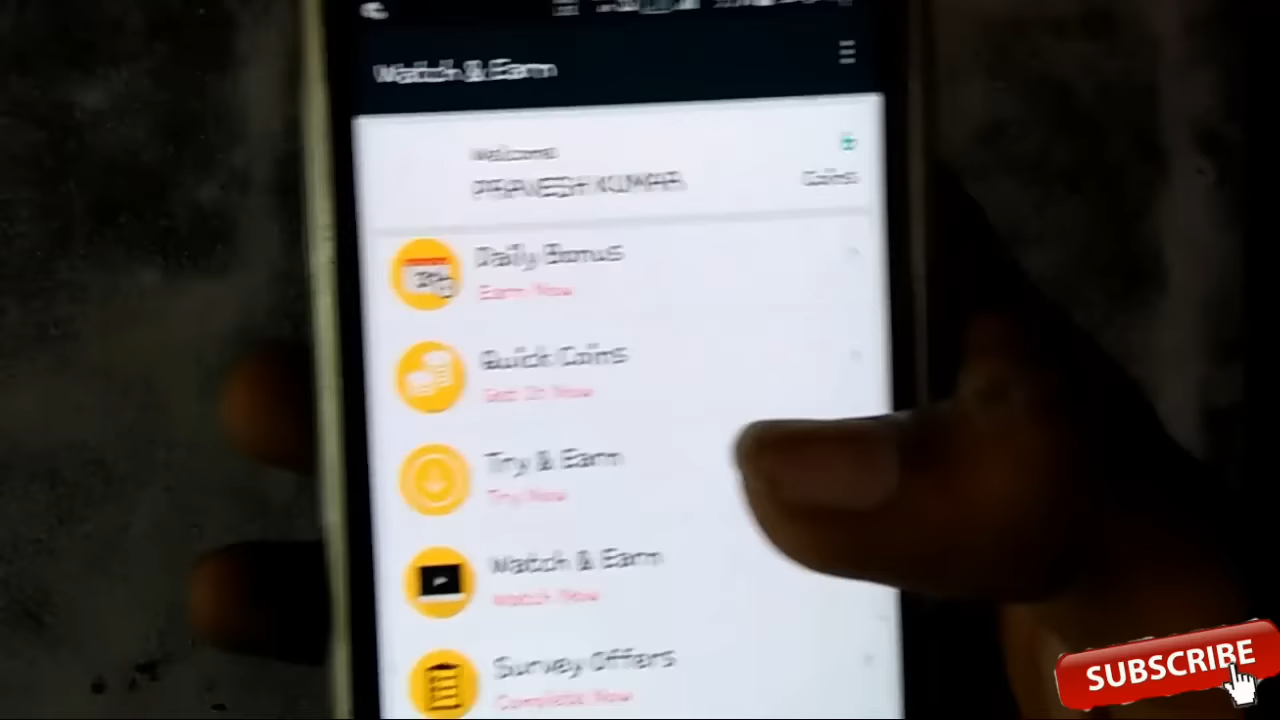 Watch & Earn
Welcome
PRAVESH KUMAR
Coins
Daily Bonus
Earn Now
Quick Coins
Get It Now
Try & Earn
Try Now
Watch & Earn
Watch Now
Survey Offers
Complete Now
SUBSCRIBE